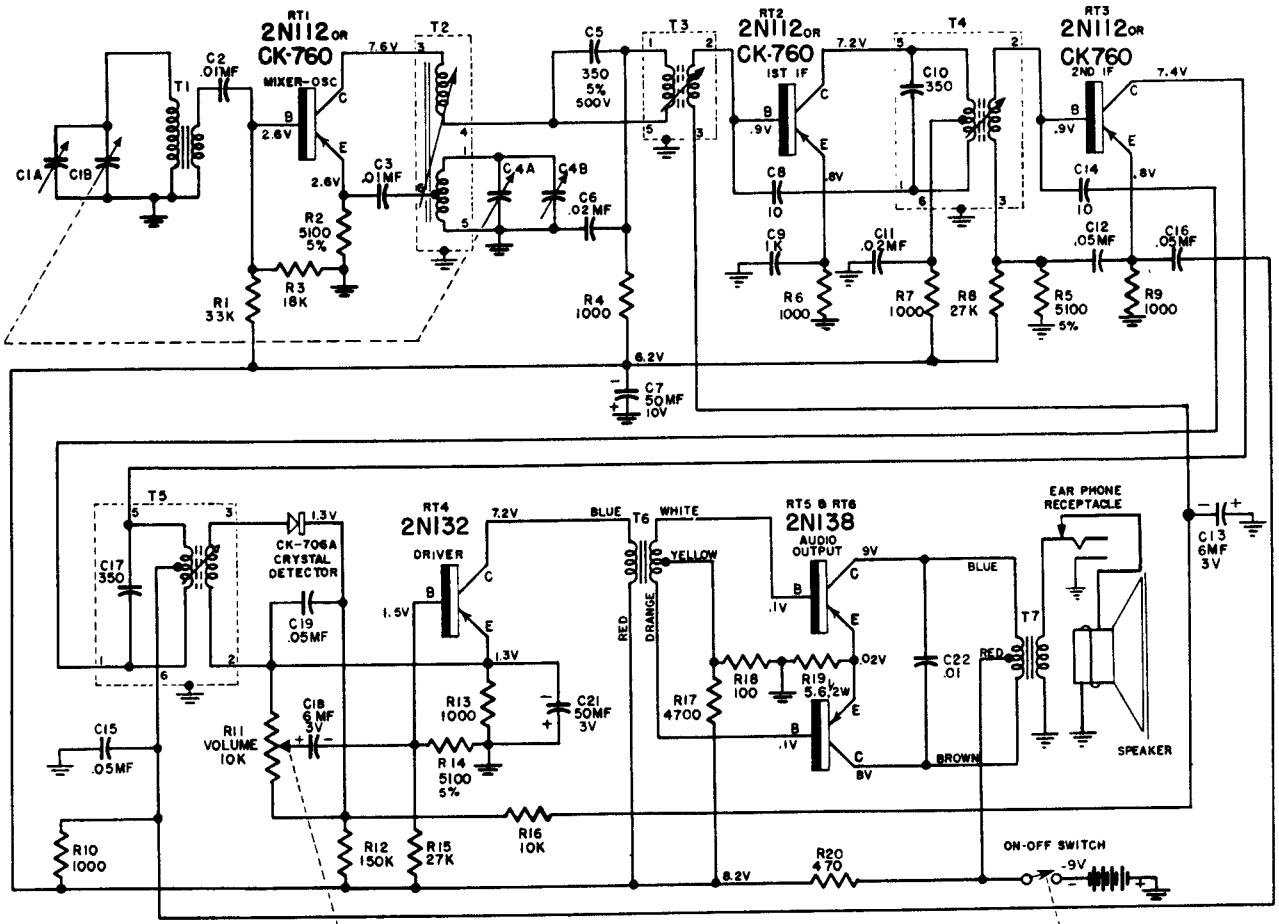 RT1
2N112 OR
CK-760
MIXER-OSC
T1
C2
.01MF
C1A
C1B
B
2.6V
C
E
2.6V
7.6V
T2
3
4
1
6
5
C3
.01MF
C4A
C4B
C6
.02MF
R2
5100
5%
R3
18K
R1
33K
C5
350
5%
500V
T3
1
2
5
3
R4
1000
RT2
2N112 OR
CK-760
1ST IF
B
.9V
C
E
.8V
7.2V
C8
10
C9
1K
R6
1000
T4
5
2
C10
350
1
6
3
C11
.02MF
R7
1000
R8
27K
RT3
2N112 OR
CK760
2ND IF
7.4V
B
.9V
C
E
.8V
C14
10
C12
.05MF
C16
.05MF
R5
5100
5%
R9
1000
6.2V
- C7
+ 50MF
10V
T5
5
3
C17
350
1
2
6
1.3V
CK-706A
CRYSTAL
DETECTOR
C19
.05MF
C15
.05MF
R10
1000
R11
VOLUME
10K
C18
6MF
3V
+ -
RT4
2N132
DRIVER
7.2V
B
1.5V
C
E
1.3V
R13
1000
- C21
+ 50MF
3V
R14
5100
5%
R12
150K
R15
27K
R16
10K
BLUE
T6
WHITE
YELLOW
RED
ORANGE
RT5 & RT6
2N138
AUDIO
OUTPUT
9V
B
.1V
C
E
.02V
R18
100
R19
5.6, 1/2W
R17
4700
B
.1V
E
C
8V
C22
.01
BLUE
RED
BROWN
T7
EAR PHONE
RECEPTACLE
SPEAKER
- +
C13
6MF
3V
8.2V
R20
470
ON-OFF SWITCH
-9V
- +